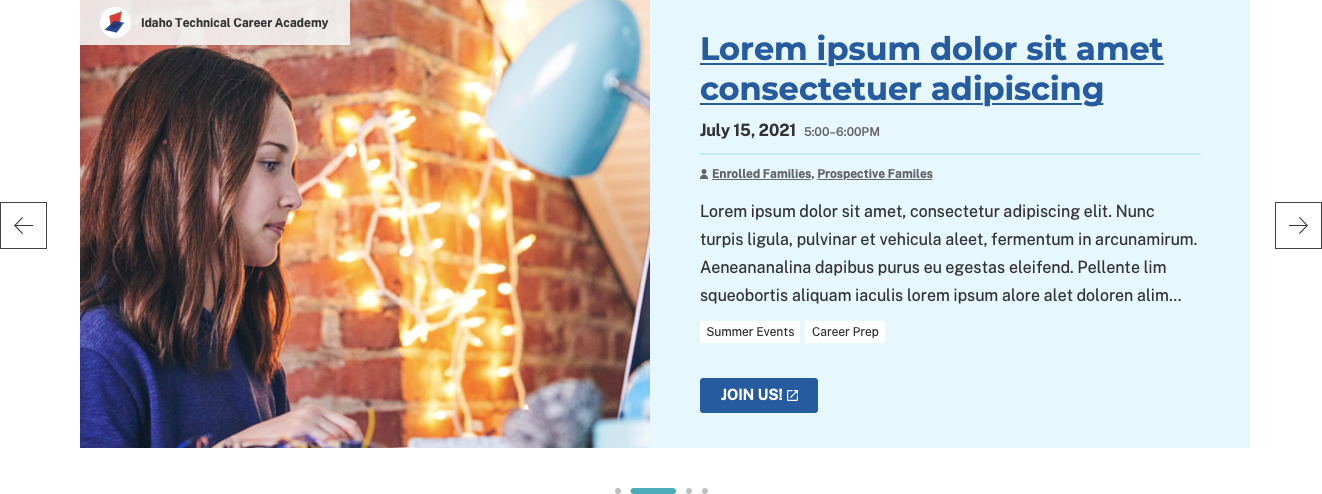 Idaho Technical Career Academy
Lorem ipsum dolor sit amet
consectetuer adipiscing
July 15, 2021 5:00–6:00PM
Enrolled Families, Prospective Familes
Lorem ipsum dolor sit amet, consectetur adipiscing elit. Nunc
turpis ligula, pulvinar et vehicula aleet, fermentum in arcunamirum.
Aeneananalina dapibus purus eu egestas eleifend. Pellente lim
squeobortis aliquam iaculis lorem ipsum alore alet doloren alim...
Summer Events Career Prep
JOIN US!